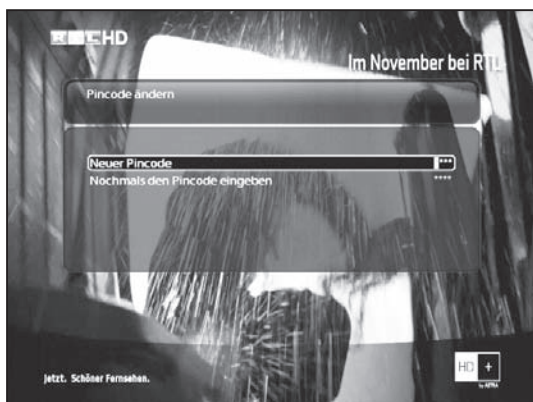 RTL HD
Im November bei RTL
Pincode ändern
Neuer Pincode ▮***
Nochmals den Pincode eingeben ****
Jetzt. Schöner Fernsehen.
HD +
by ASTRA